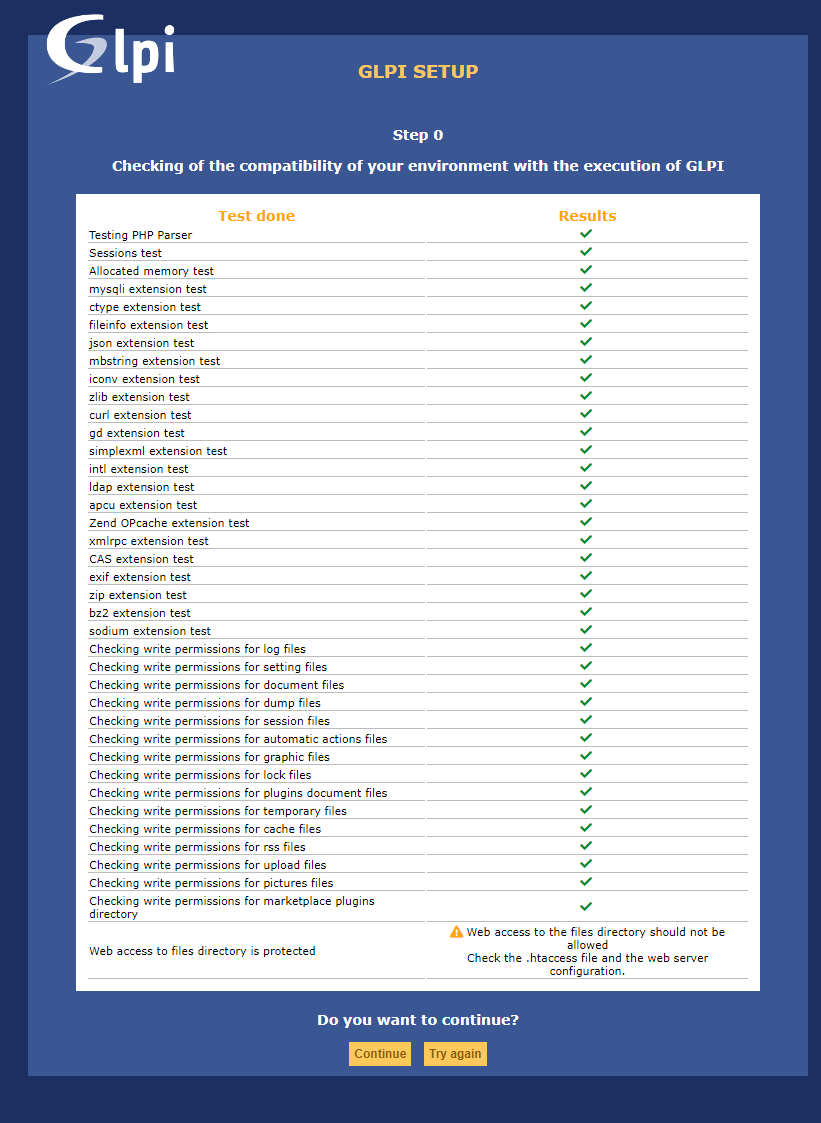 Glpi
GLPI SETUP
Step 0
Checking of the compatibility of your environment with the execution of GLPI
Test done Results
Testing PHP Parser
Sessions test
Allocated memory test
mysqli extension test
ctype extension test
fileinfo extension test
json extension test
mbstring extension test
iconv extension test
zlib extension test
curl extension test
gd extension test
simplexml extension test
intl extension test
ldap extension test
apcu extension test
Zend OPcache extension test
xmlrpc extension test
CAS extension test
exif extension test
zip extension test
bz2 extension test
sodium extension test
Checking write permissions for log files
Checking write permissions for setting files
Checking write permissions for document files
Checking write permissions for dump files
Checking write permissions for session files
Checking write permissions for automatic actions files
Checking write permissions for graphic files
Checking write permissions for lock files
Checking write permissions for plugins document files
Checking write permissions for temporary files
Checking write permissions for cache files
Checking write permissions for rss files
Checking write permissions for upload files
Checking write permissions for pictures files
Checking write permissions for marketplace plugins
directory
Web access to files directory is protected
Web access to the files directory should not be
allowed
Check the .htaccess file and the web server
configuration.
Do you want to continue?
Continue Try again